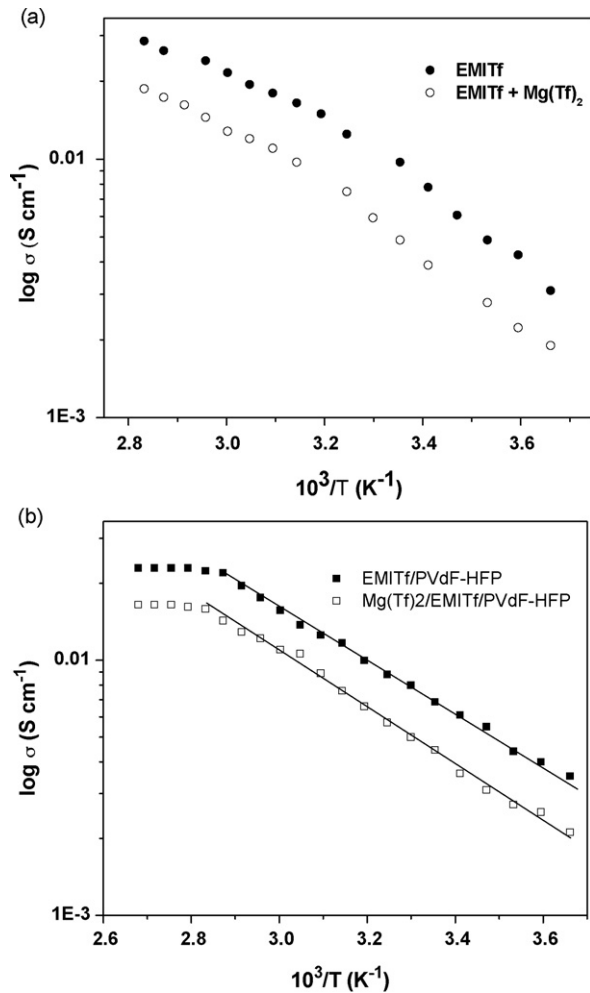 (a)
EMITf
EMITf + Mg(Tf)2
0.01
log σ (S cm-1)
1E-3
2.8 3.0 3.2 3.4 3.6
10³/T (K-1)
(b)
EMITf/PVdF-HFP
Mg(Tf)2/EMITf/PVdF-HFP
0.01
log σ (S cm-1)
1E-3
2.6 2.8 3.0 3.2 3.4 3.6
10³/T (K-1)